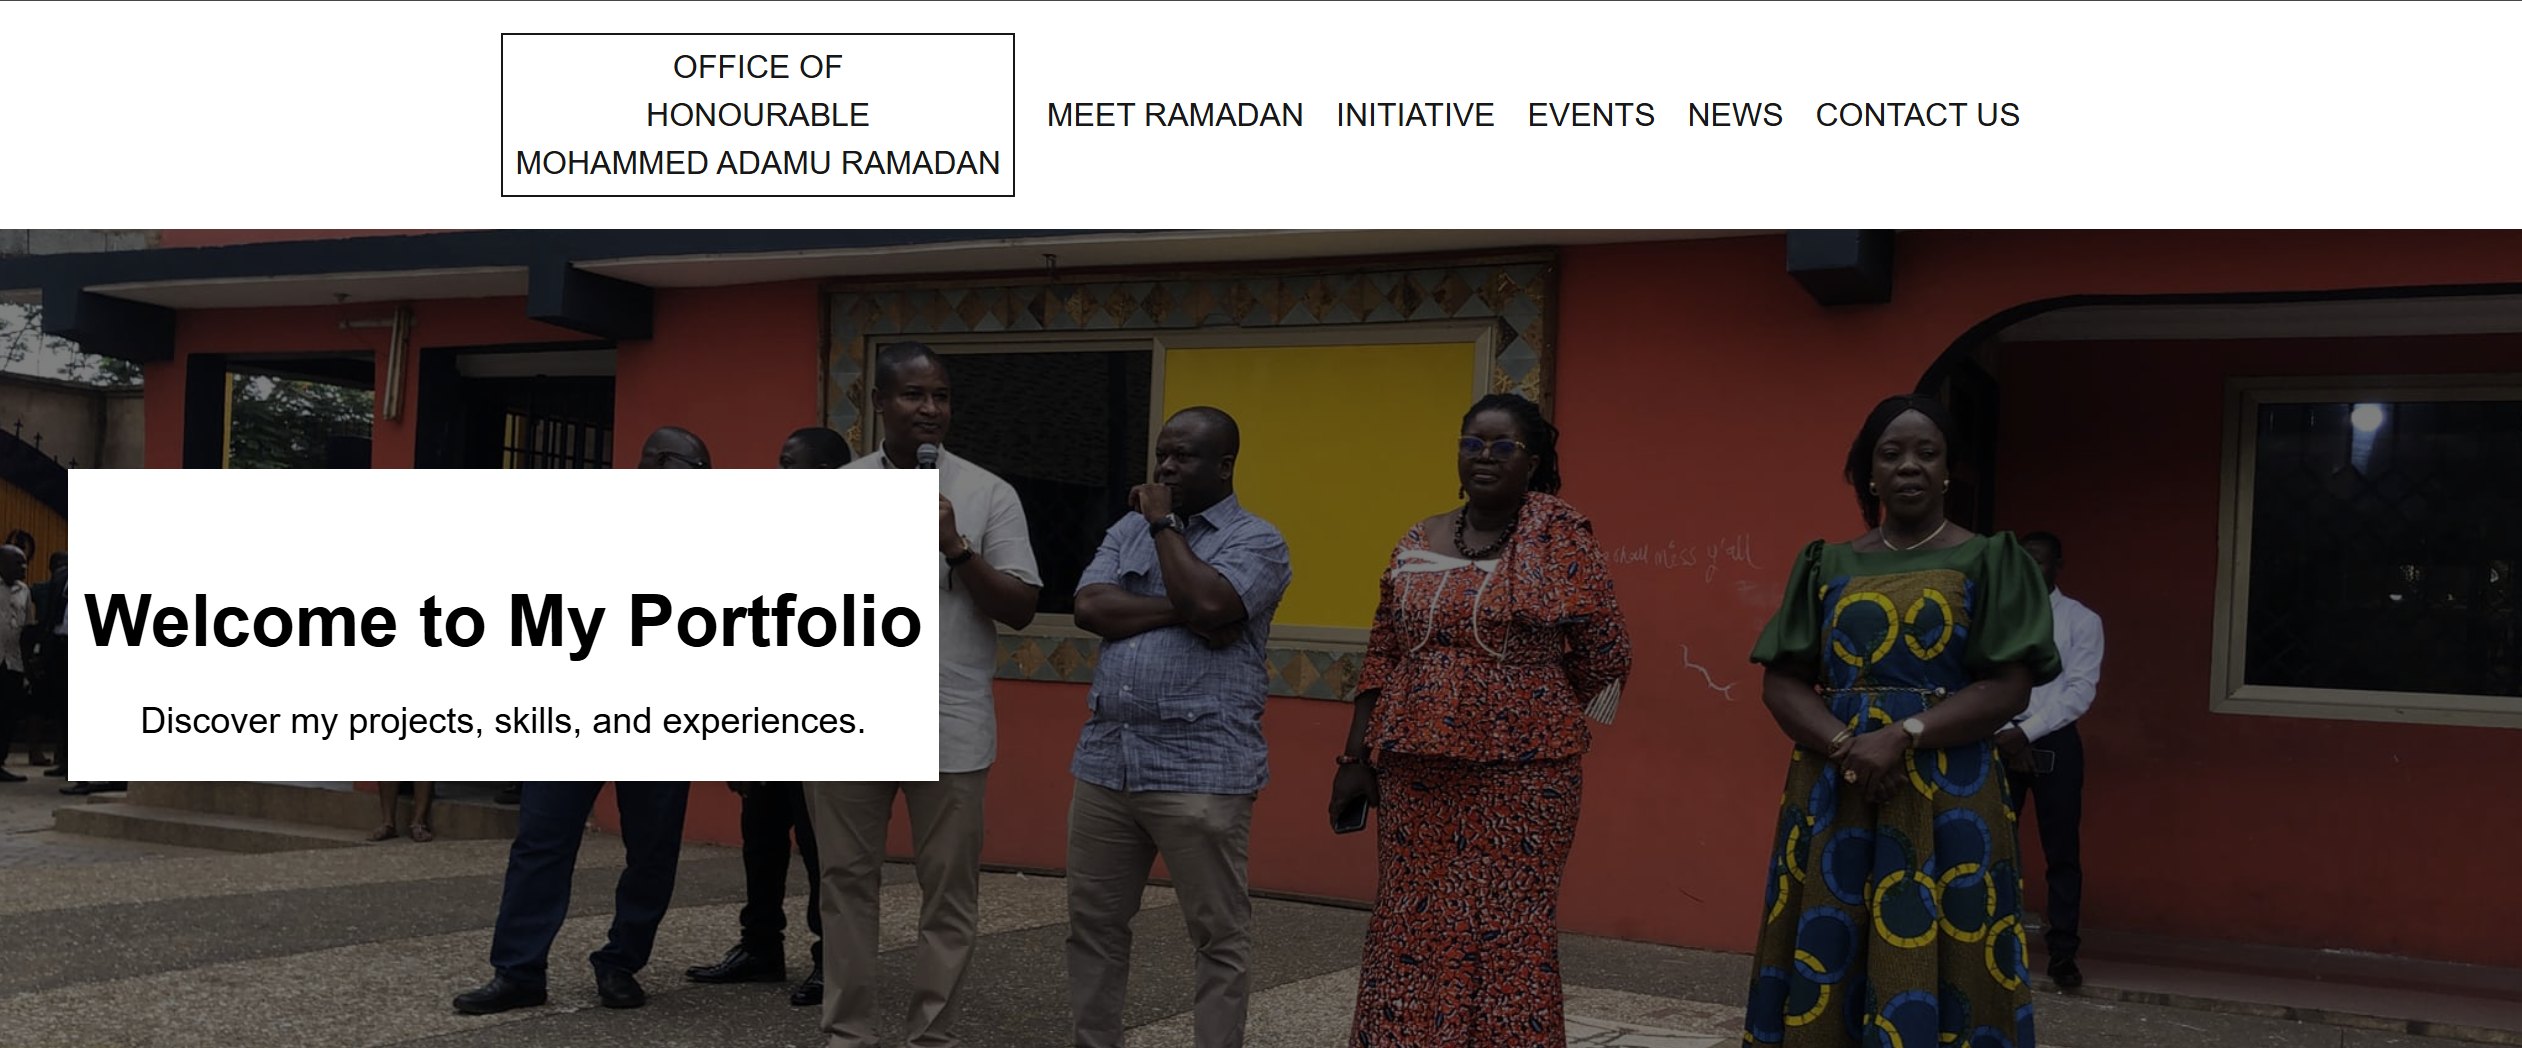 OFFICE OF
HONOURABLE
MOHAMMED ADAMU RAMADAN
MEET RAMADAN INITIATIVE EVENTS NEWS CONTACT US
shall miss y'all
Welcome to My Portfolio
Discover my projects, skills, and experiences.